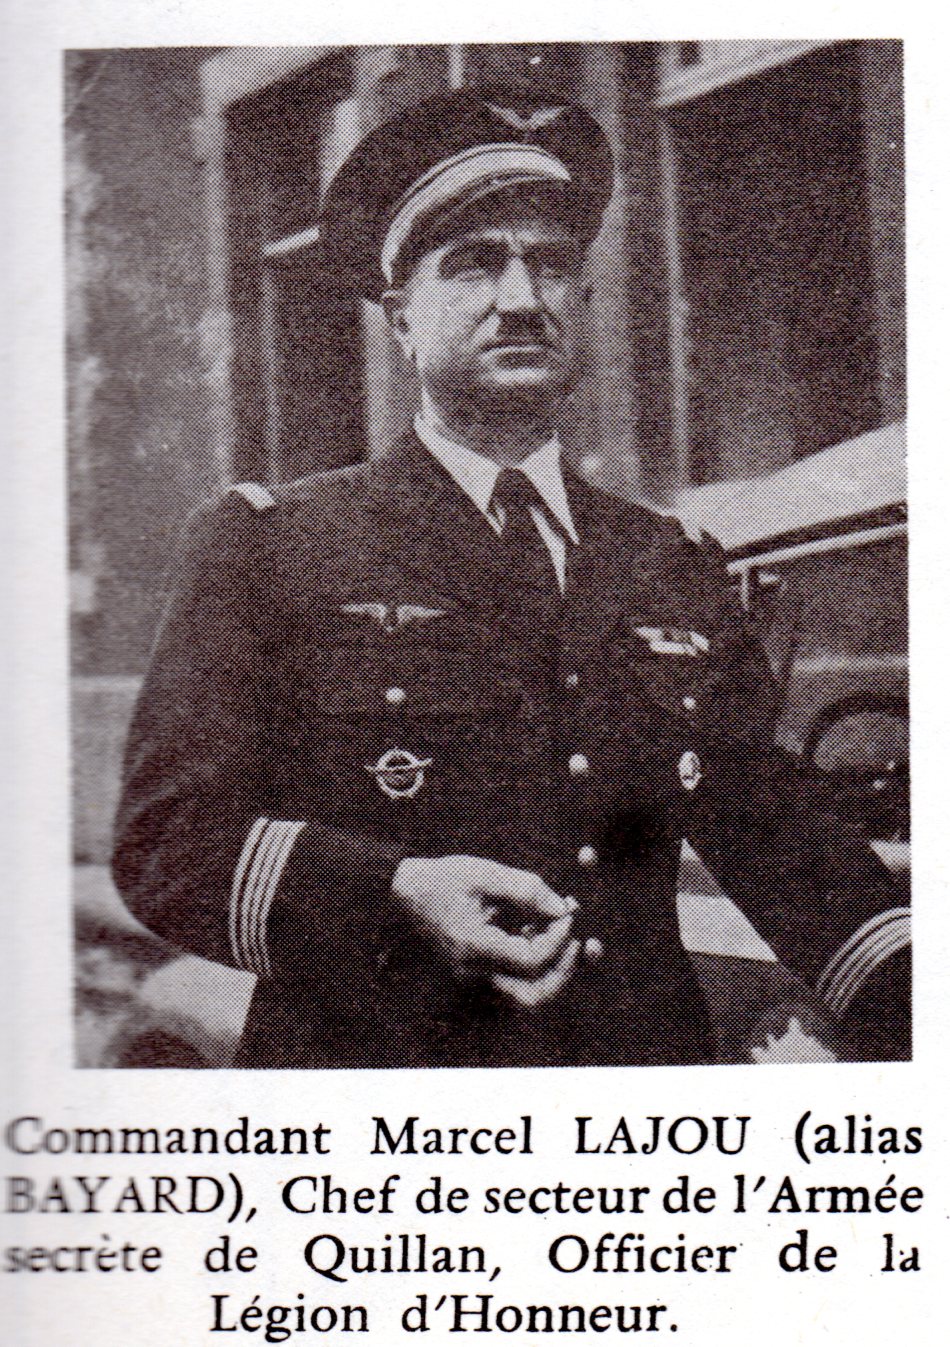 Commandant Marcel LAJOU (alias
BAYARD), Chef de secteur de l'Armée
secrète de Quillan, Officier de la
Légion d'Honneur.